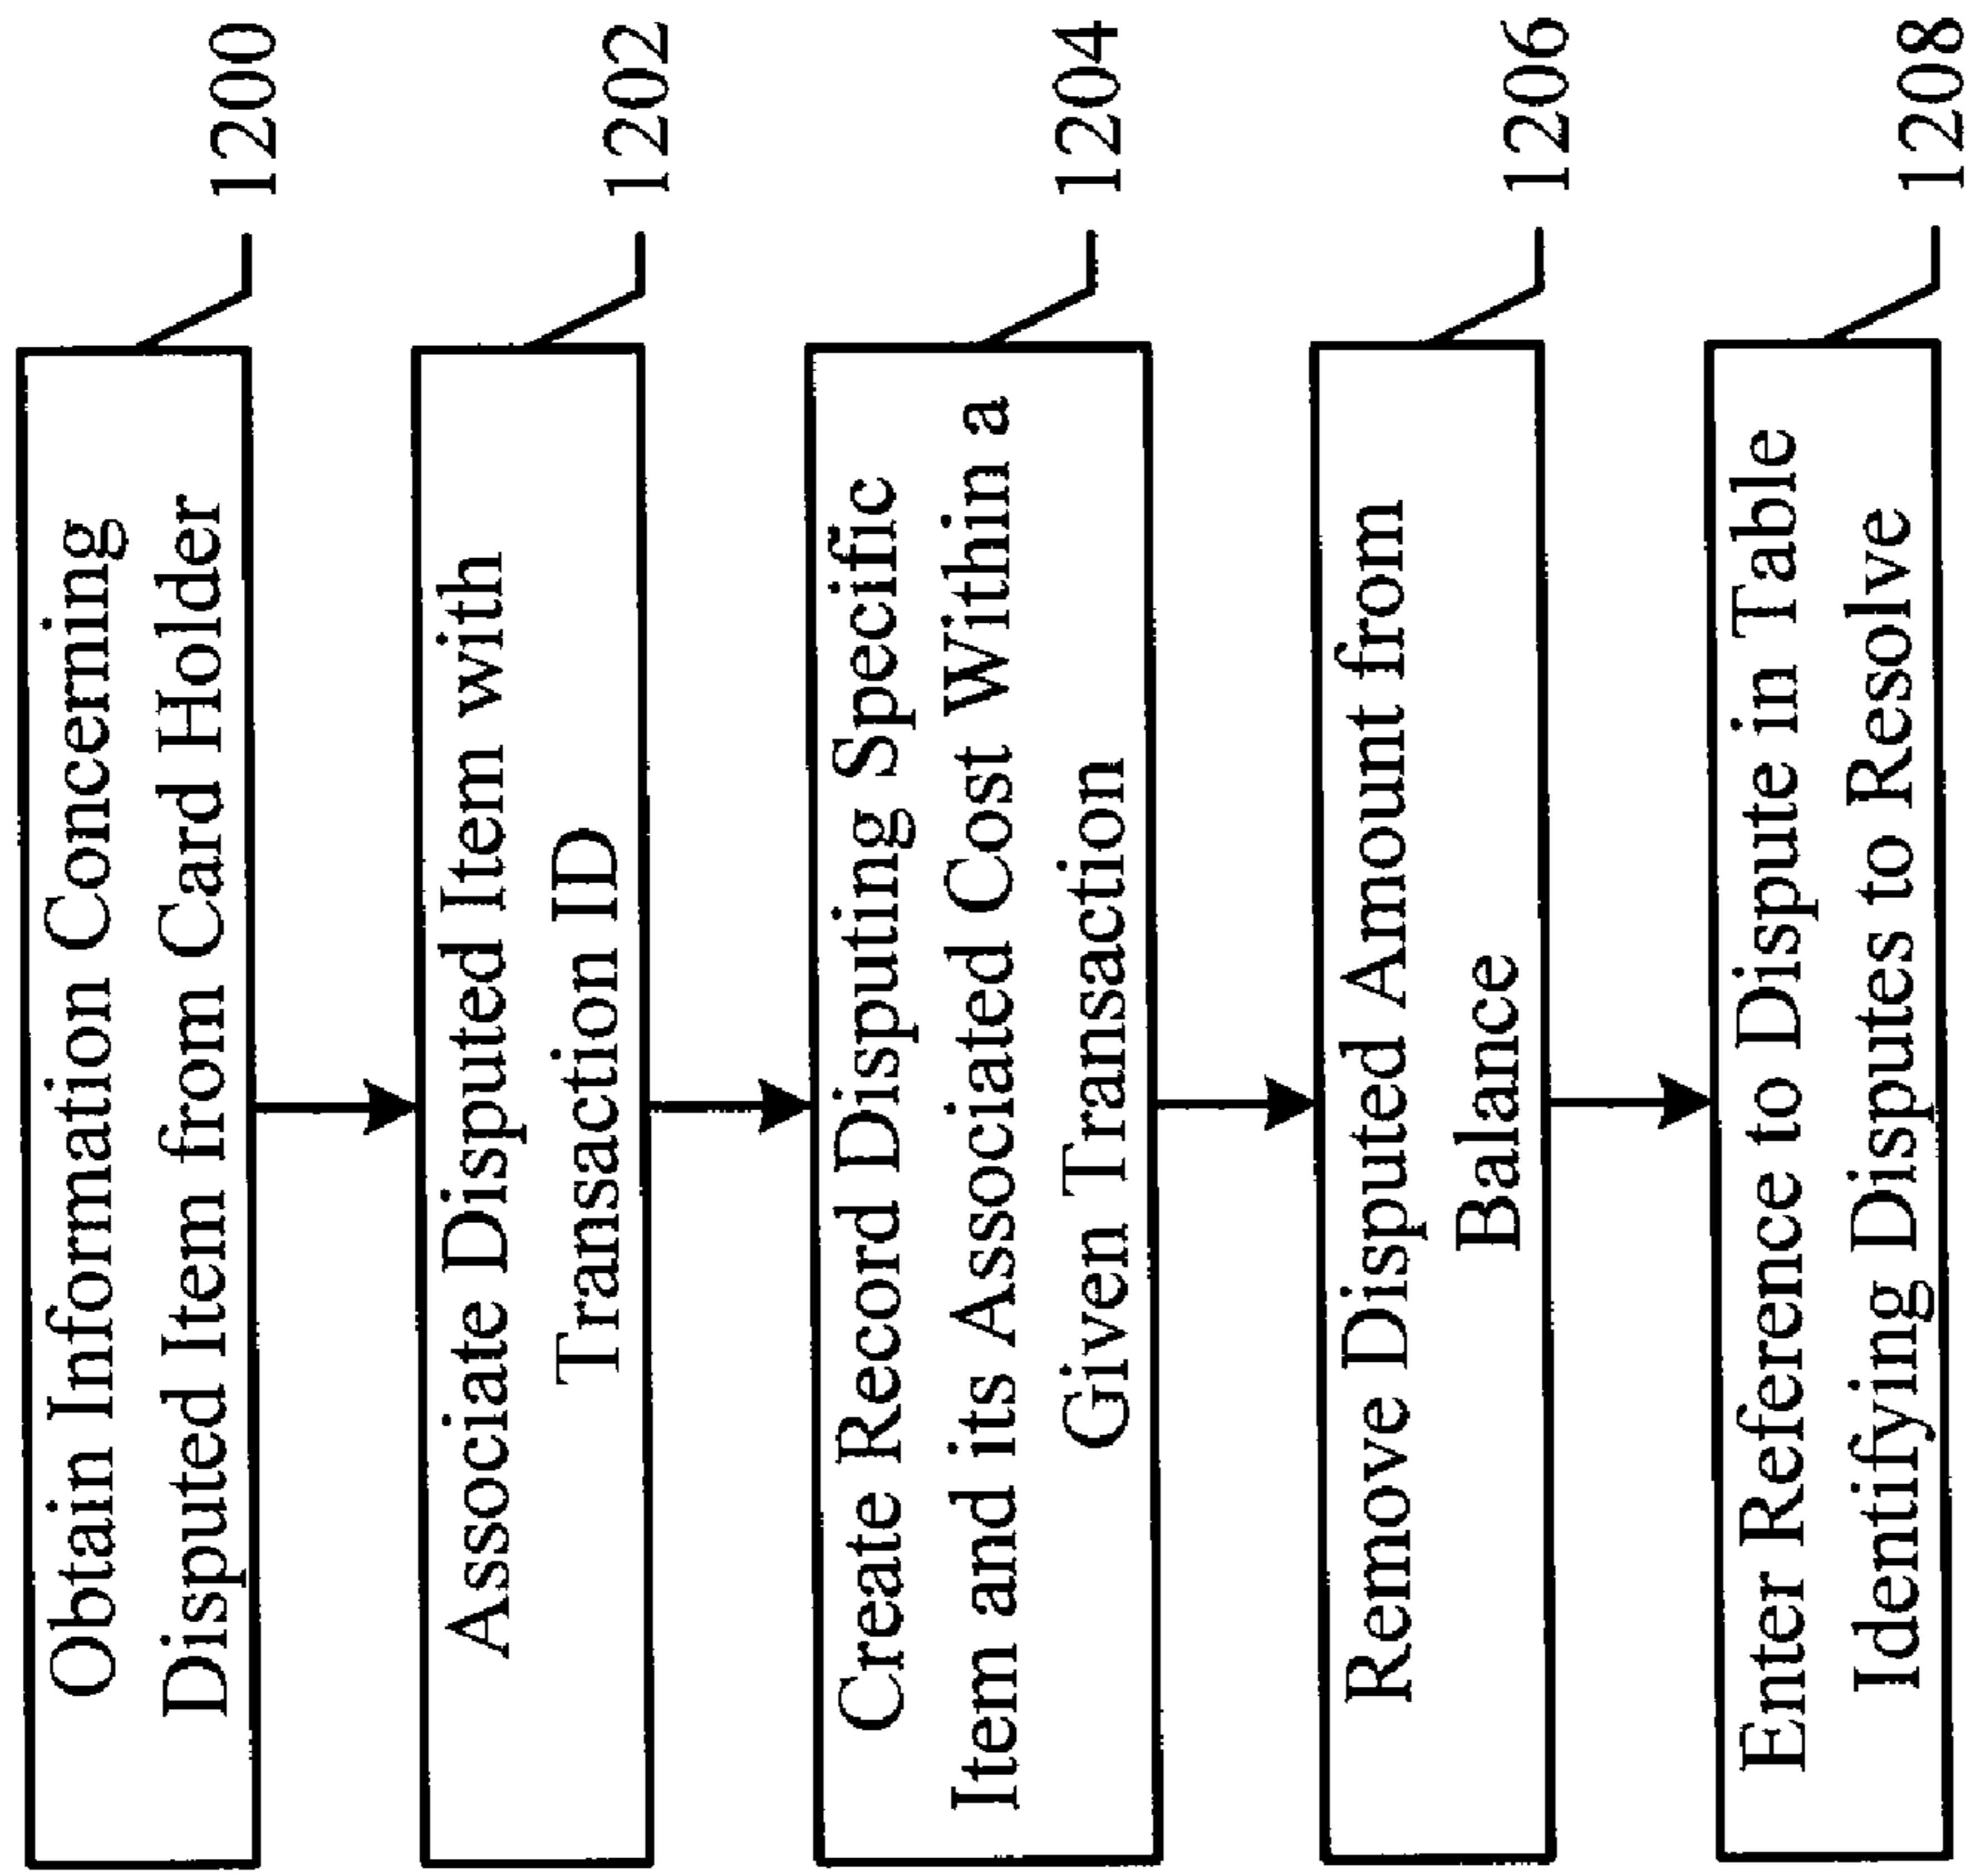 Obtain Information Concerning
Disputed Item from Card Holder
1200
Associate Disputed Item with
Transaction ID
1202
Create Record Disputing Specific
Item and its Associated Cost Within a
Given Transaction
1204
Remove Disputed Amount from
Balance
1206
Enter Reference to Dispute in Table
Identifying Disputes to Resolve
1208